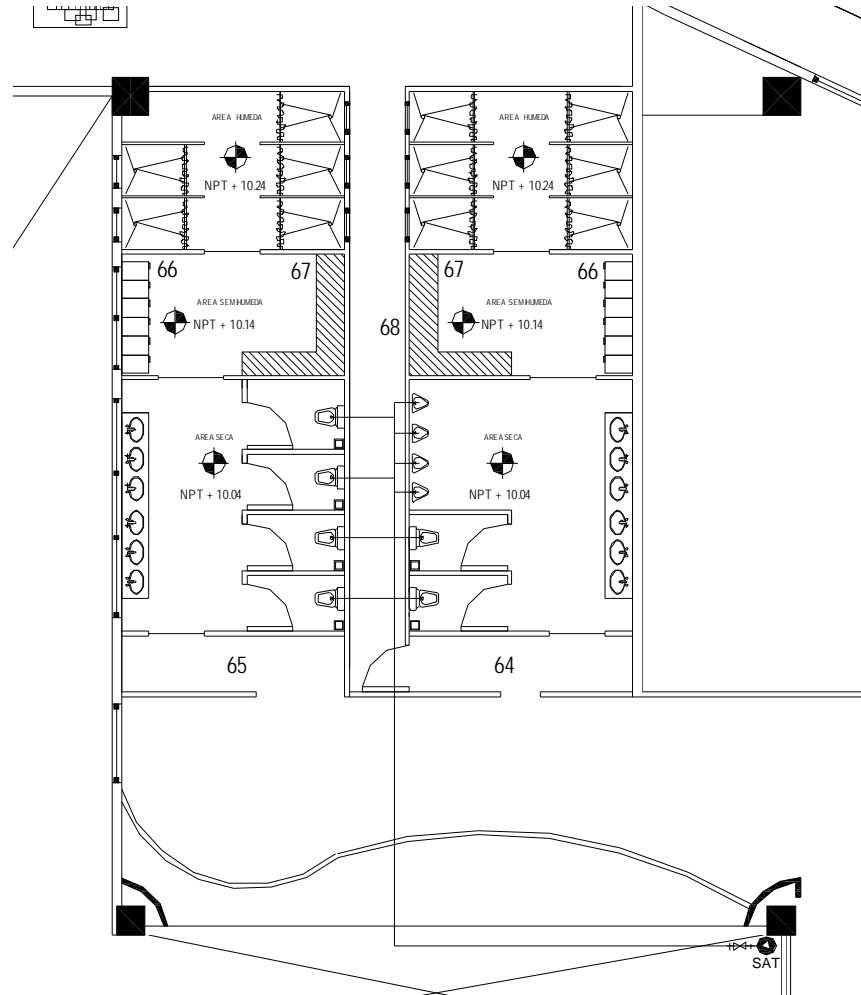 AREA HUMEDA
AREA HUMEDA
NPT + 10.24
NPT + 10.24
66
67
67
66
AREA SEMIHUMEDA
AREA SEMIHUMEDA
NPT + 10.14
68
NPT + 10.14
AREA SECA
AREA SECA
NPT + 10.04
NPT + 10.04
65
64
SAT